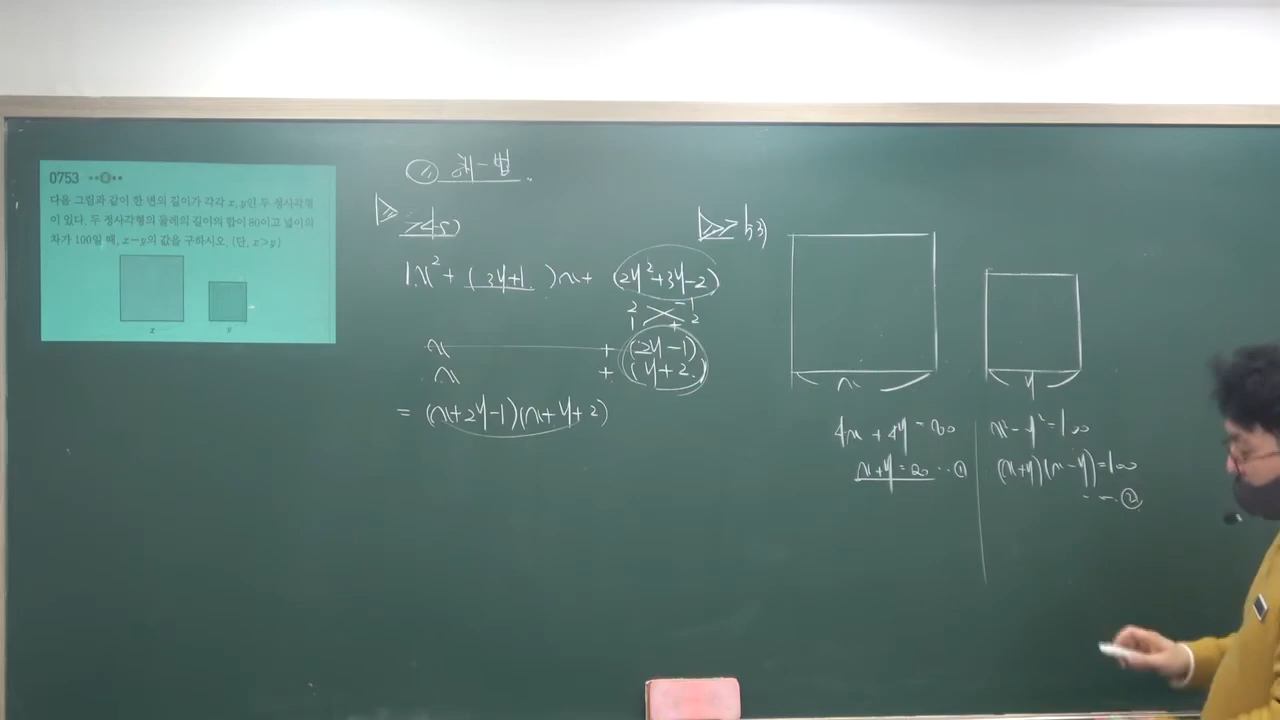 0753
다음 그림과 같이 한 변의 길이가 각각 x, y인 두 정사각형
이 있다. 두 정사각형의 둘레의 길이의 합이 80이고 넓이의
차가 100일 때, x-y의 값을 구하시오. (단, x>y)
x
y
745)
1x²+(3y+1)x+(2y²+3y-2)
2 -1
1 +2
x + (2y-1)
x + (y+2)
= (x+2y-1)(x+y+2)
753)
x
y
4x+4y=80
x+y=20 ··①
x²-y²=100
(x+y)(x-y)=100
··②